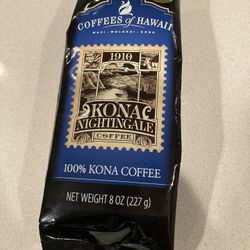 COFFEES of HAWAII
MAUI · MOLOKAI · KONA
1910
KONA
NIGHTINGALE
COFFEE
100% KONA COFFEE
NET WEIGHT 8 OZ (227 g)